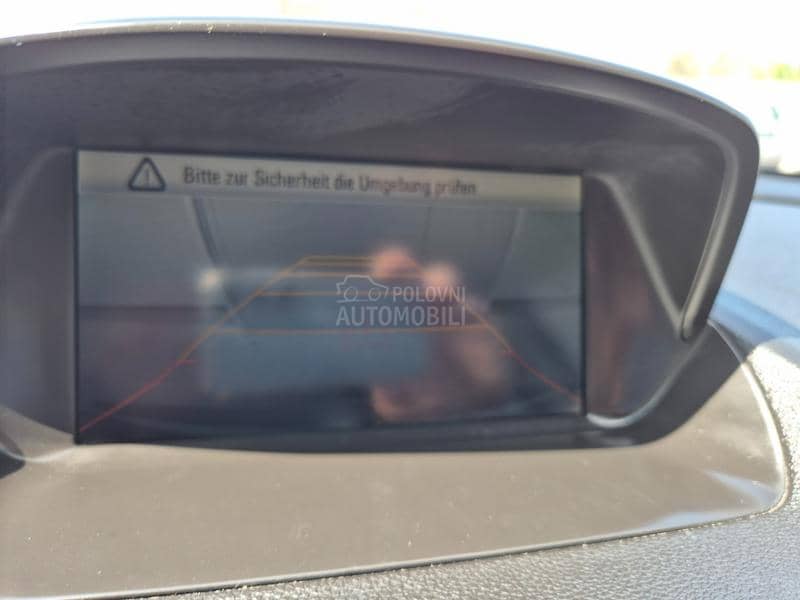 Bitte zur Sicherheit die Umgebung prüfen
POLOVNI
AUTOMOBILI